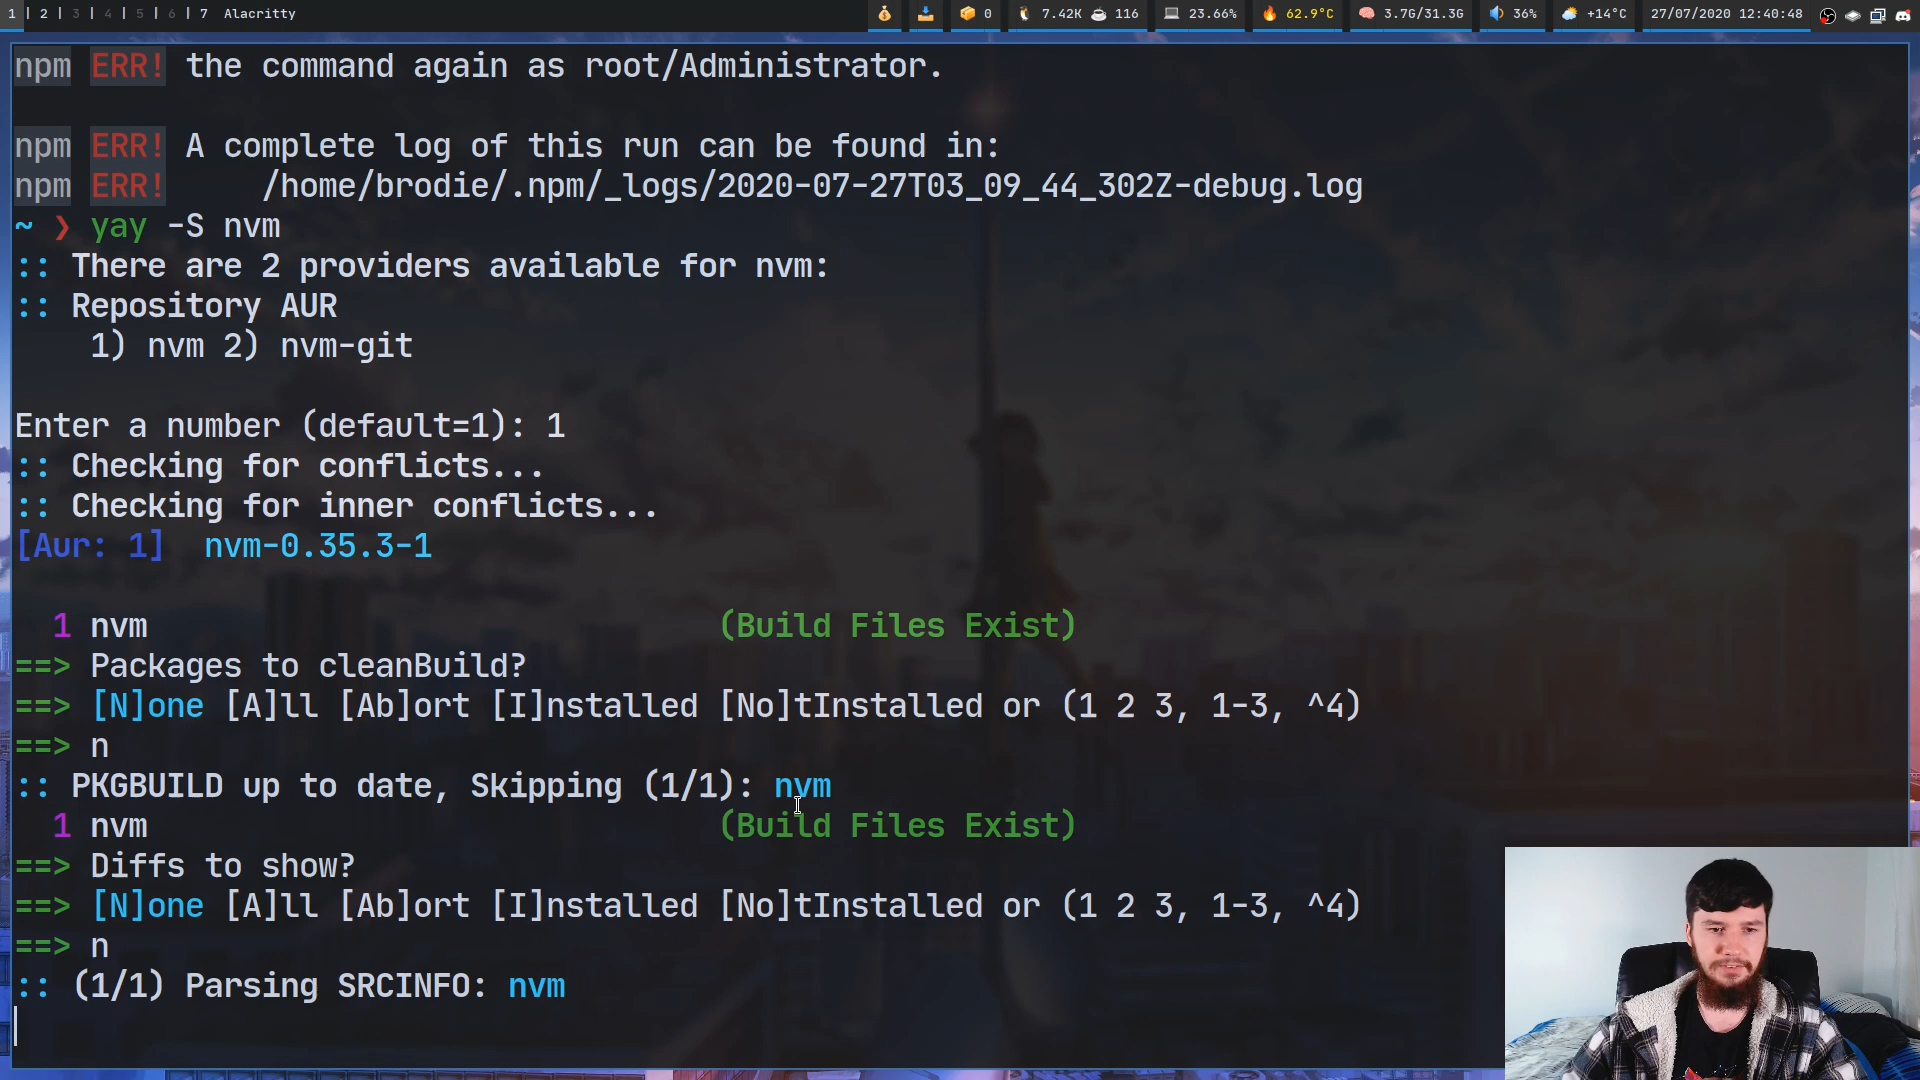 1 | 2 | 3 | 4 | 5 | 6 | 7 Alacritty 0 7.42K 116 23.66% 62.9°C 3.7G/31.3G 36% +14°C 27/07/2020 12:40:48
npm ERR! the command again as root/Administrator.
npm ERR! A complete log of this run can be found in:
npm ERR! /home/brodie/.npm/_logs/2020-07-27T03_09_44_302Z-debug.log
~ ❯ yay -S nvm
:: There are 2 providers available for nvm:
:: Repository AUR
1) nvm 2) nvm-git
Enter a number (default=1): 1
:: Checking for conflicts...
:: Checking for inner conflicts...
[Aur: 1] nvm-0.35.3-1
1 nvm (Build Files Exist)
==> Packages to cleanBuild?
==> [N]one [A]ll [Ab]ort [I]nstalled [No]tInstalled or (1 2 3, 1-3, ^4)
==> n
:: PKGBUILD up to date, Skipping (1/1): nvm
1 nvm (Build Files Exist)
==> Diffs to show?
==> [N]one [A]ll [Ab]ort [I]nstalled [No]tInstalled or (1 2 3, 1-3, ^4)
==> n
:: (1/1) Parsing SRCINFO: nvm